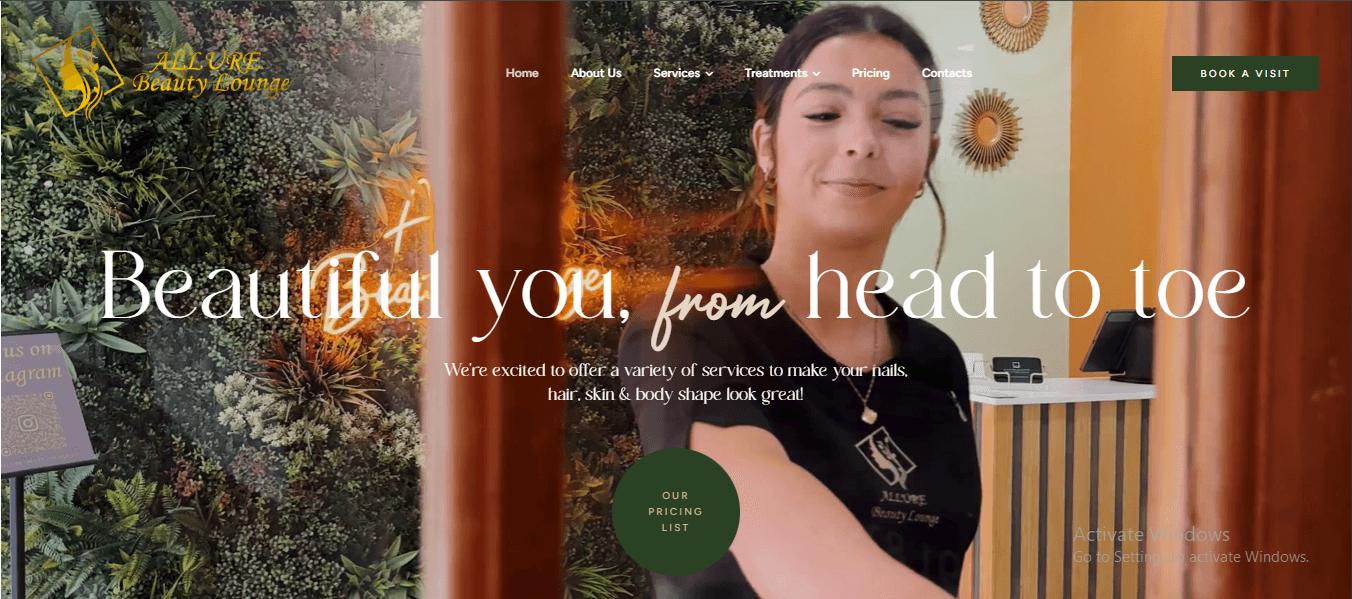 ALLURE
Beauty Lounge
Home
About Us
Services
Treatments
Pricing
Contacts
BOOK A VISIT
Beautiful you, from head to toe
We're excited to offer a variety of services to make your nails,
hair, skin & body shape look great!
us on
agram
OUR
PRICING
LIST
ALLURE
Beauty Lounge
Activate Windows
Go to Settings to activate Windows.